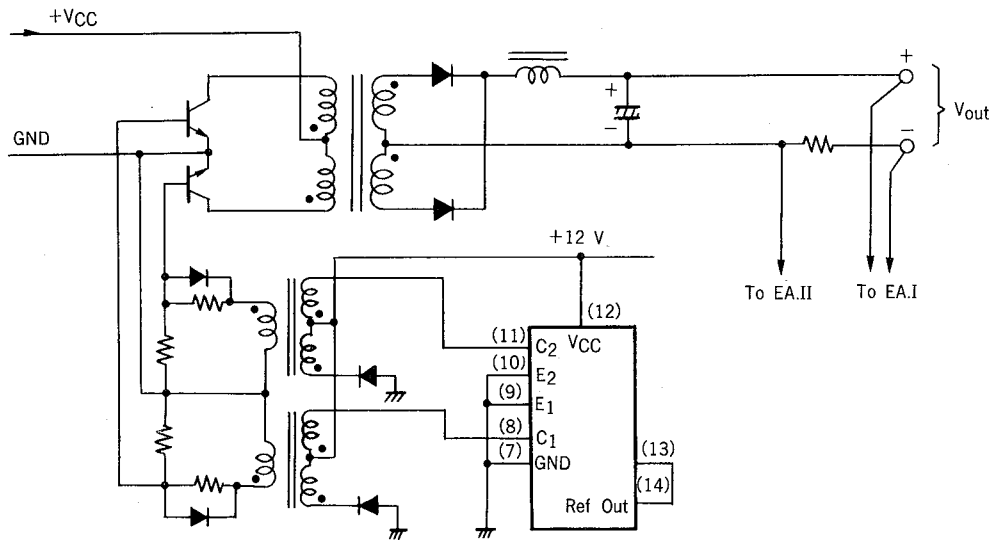 +VCC
GND
+
−
+
−
Vout
To EA.II
To EA.I
+12 V
(12)
VCC
(11)
C2
(10)
E2
(9)
E1
(8)
C1
(7)
GND
(13)
(14)
Ref Out